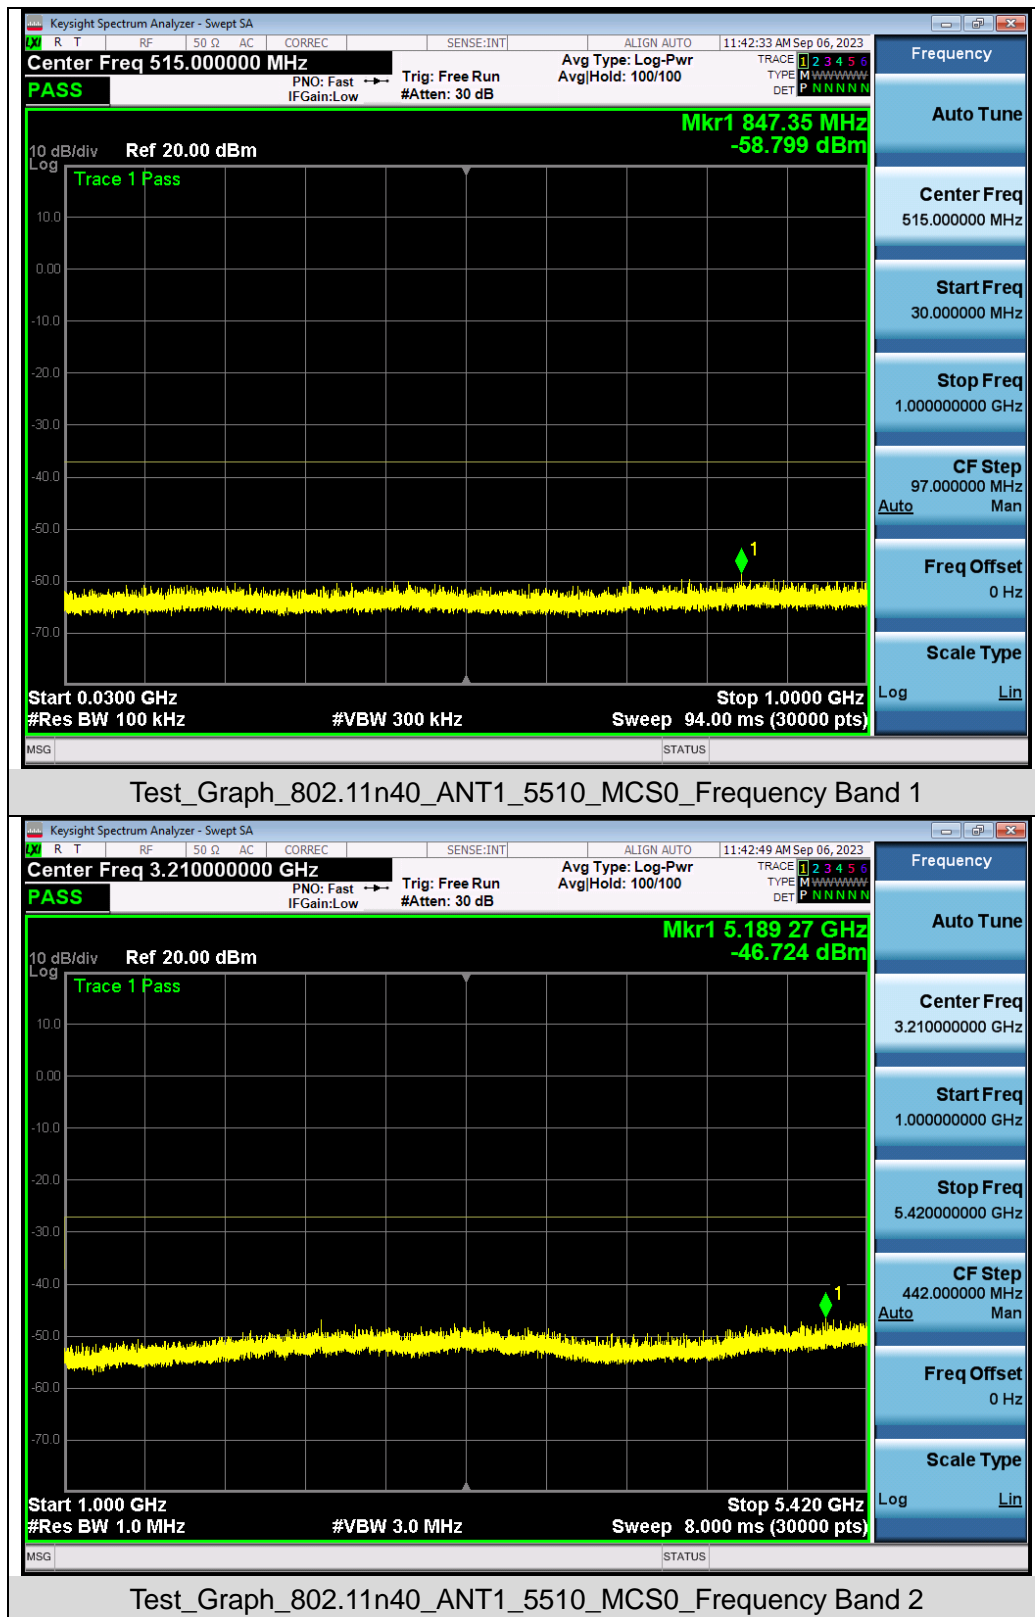 Keysight Spectrum Analyzer - Swept SA
LXI R T RF 50 Ω AC CORREC SENSE:INT ALIGN AUTO 11:42:33 AM Sep 06, 2023
Center Freq 515.000000 MHz
PASS
PNO: Fast
IFGain:Low
Trig: Free Run
#Atten: 30 dB
Avg Type: Log-Pwr
Avg|Hold: 100/100
TRACE 1 2 3 4 5 6
TYPE M WWWWW
DET P N N N N N
Mkr1 847.35 MHz
-58.799 dBm
10 dB/div Ref 20.00 dBm
Log
Trace 1 Pass
10.0
0.00
-10.0
-20.0
-30.0
-40.0
-50.0
1
-60.0
-70.0
Start 0.0300 GHz Stop 1.0000 GHz
#Res BW 100 kHz #VBW 300 kHz Sweep 94.00 ms (30000 pts)
MSG STATUS
Frequency
Auto Tune
Center Freq
515.000000 MHz
Start Freq
30.000000 MHz
Stop Freq
1.000000000 GHz
CF Step
97.000000 MHz
Auto Man
Freq Offset
0 Hz
Scale Type
Log Lin
Test_Graph_802.11n40_ANT1_5510_MCS0_Frequency Band 1
Keysight Spectrum Analyzer - Swept SA
LXI R T RF 50 Ω AC CORREC SENSE:INT ALIGN AUTO 11:42:49 AM Sep 06, 2023
Center Freq 3.210000000 GHz
PASS
PNO: Fast
IFGain:Low
Trig: Free Run
#Atten: 30 dB
Avg Type: Log-Pwr
Avg|Hold: 100/100
TRACE 1 2 3 4 5 6
TYPE M WWWWW
DET P N N N N N
Mkr1 5.189 27 GHz
-46.724 dBm
10 dB/div Ref 20.00 dBm
Log
Trace 1 Pass
10.0
0.00
-10.0
-20.0
-30.0
-40.0
1
-50.0
-60.0
-70.0
Start 1.000 GHz Stop 5.420 GHz
#Res BW 1.0 MHz #VBW 3.0 MHz Sweep 8.000 ms (30000 pts)
MSG STATUS
Frequency
Auto Tune
Center Freq
3.210000000 GHz
Start Freq
1.000000000 GHz
Stop Freq
5.420000000 GHz
CF Step
442.000000 MHz
Auto Man
Freq Offset
0 Hz
Scale Type
Log Lin
Test_Graph_802.11n40_ANT1_5510_MCS0_Frequency Band 2